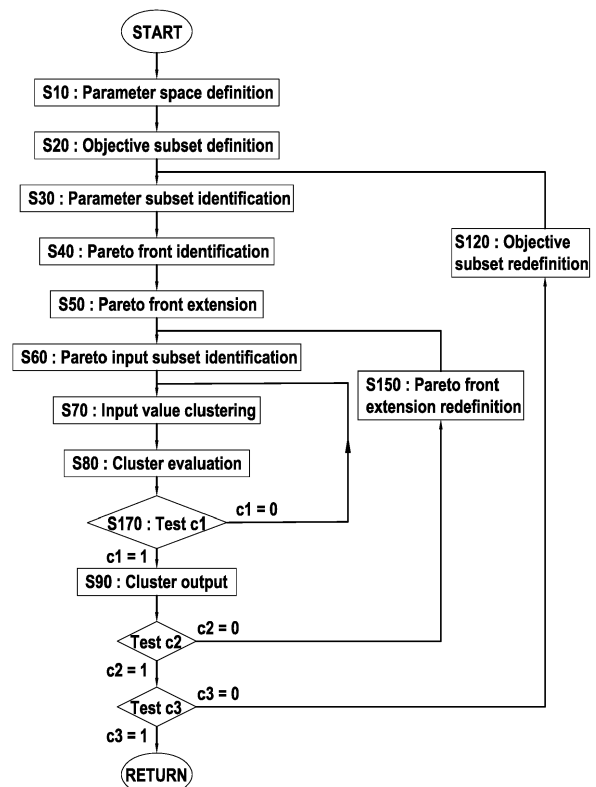 START
S10 : Parameter space definition
S20 : Objective subset definition
S30 : Parameter subset identification
S40 : Pareto front identification
S120 : Objective
subset redefinition
S50 : Pareto front extension
S60 : Pareto input subset identification
S150 : Pareto front
extension redefinition
S70 : Input value clustering
S80 : Cluster evaluation
S170 : Test c1
c1 = 0
c1 = 1
S90 : Cluster output
Test c2
c2 = 0
c2 = 1
Test c3
c3 = 0
c3 = 1
RETURN